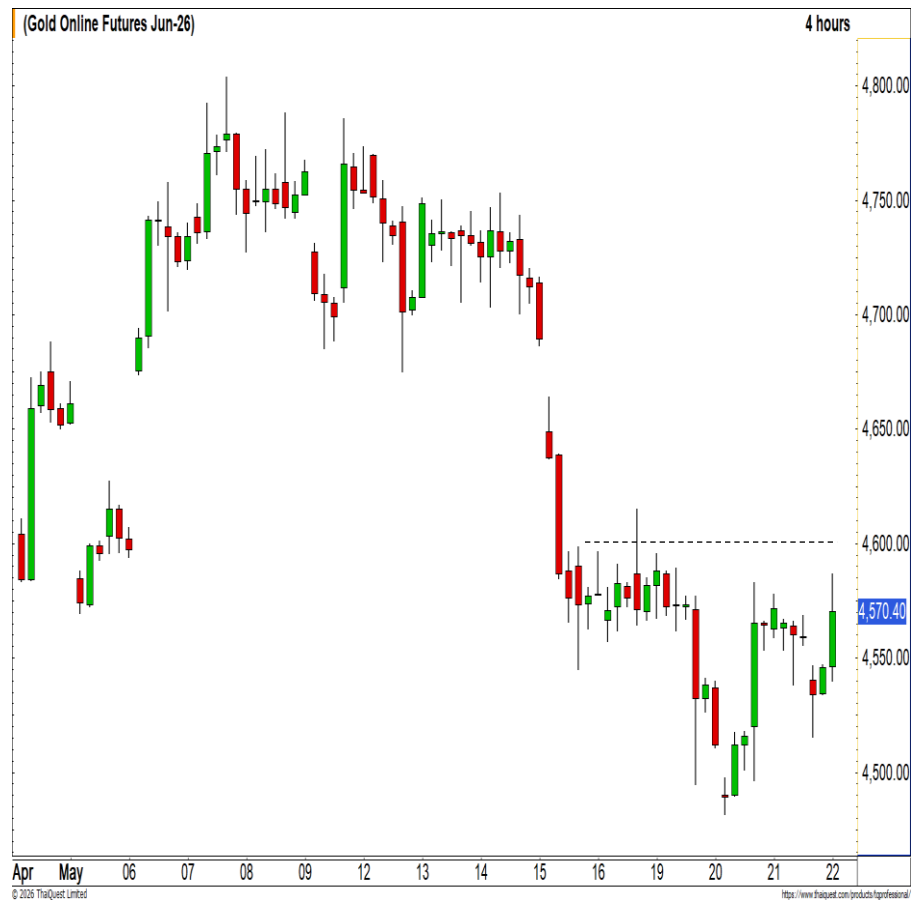 (Gold Online Futures Jun-26) 4 hours
4,800.00
4,750.00
4,700.00
4,650.00
4,600.00
4,570.40
4,550.00
4,500.00
Apr May 06 07 08 09 12 13 14 15 18 19 20 21 22
© 2026 ThaiQuest Limited https://www.thaiquest.com/products/tqprofessional/